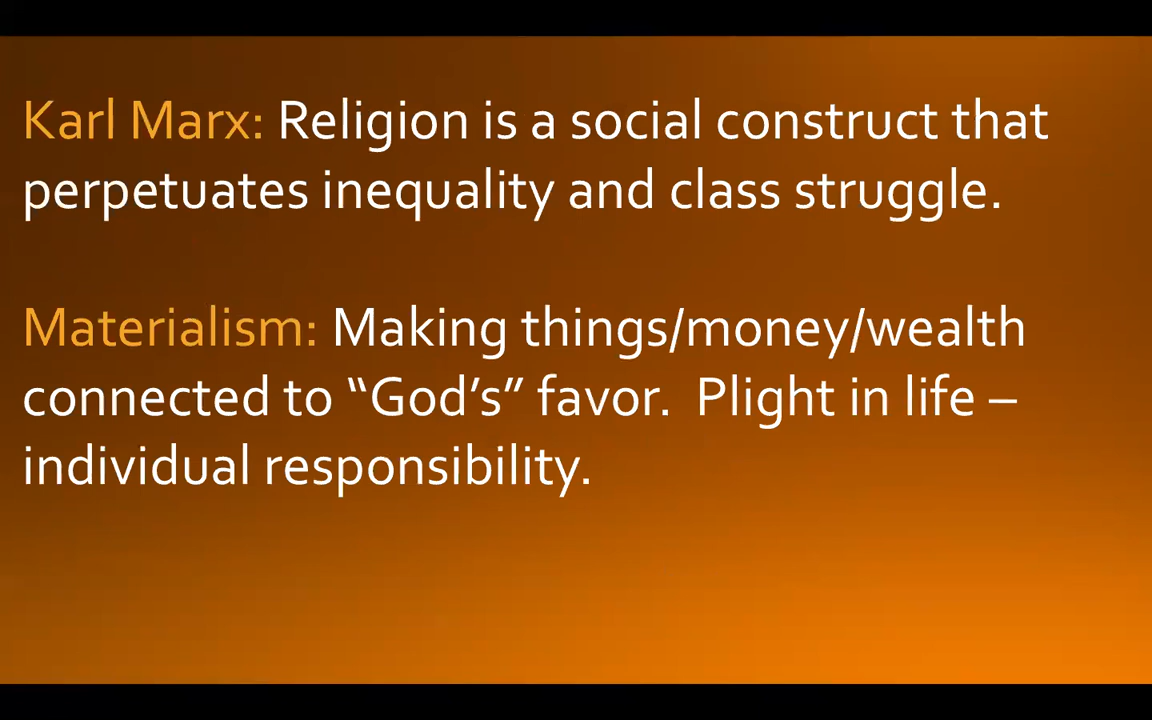 Karl Marx: Religion is a social construct that
perpetuates inequality and class struggle.
Materialism: Making things/money/wealth
connected to “God’s” favor.  Plight in life –
individual responsibility.